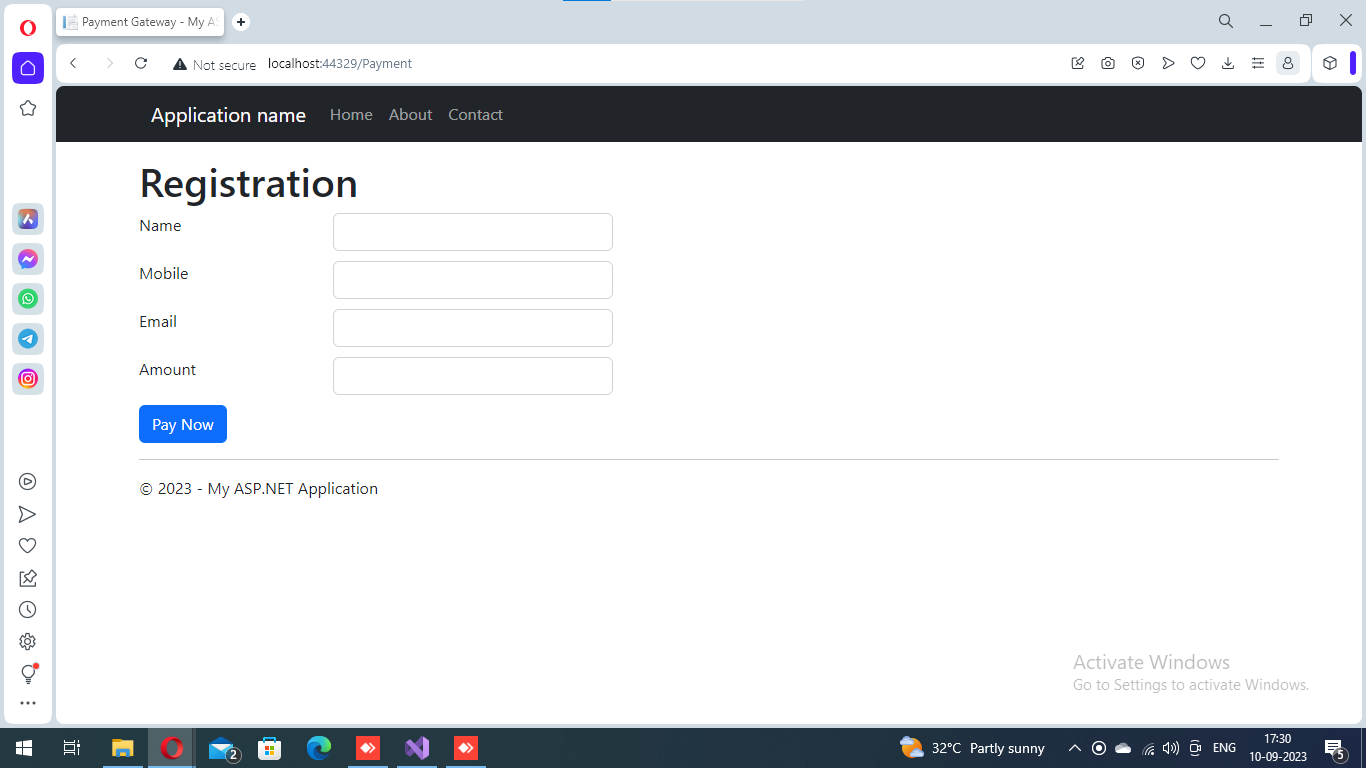 Payment Gateway - My AS
Not secure localhost:44329/Payment
Application name Home About Contact
Registration
Name
Mobile
Email
Amount
Pay Now
© 2023 - My ASP.NET Application
Activate Windows
Go to Settings to activate Windows.
2
32°C Partly sunny
ENG
17:30
10-09-2023
5